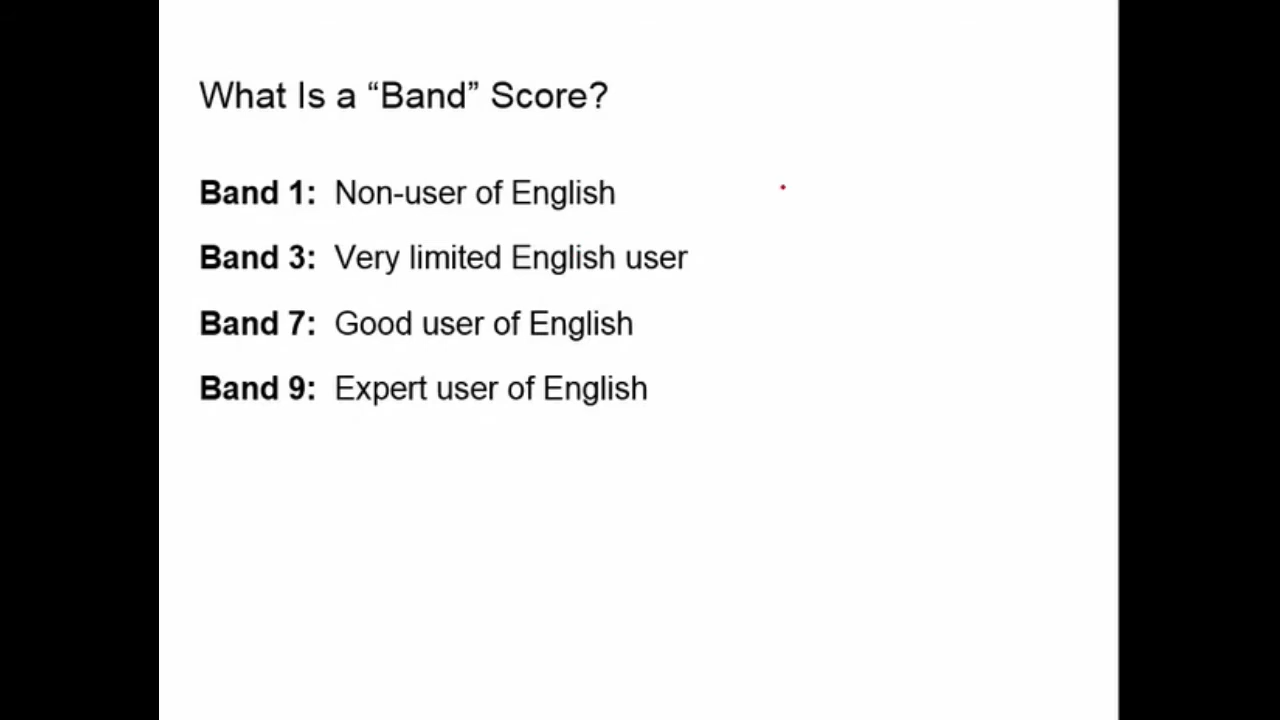 What Is a “Band” Score?
Band 1: Non-user of English
Band 3: Very limited English user
Band 7: Good user of English
Band 9: Expert user of English